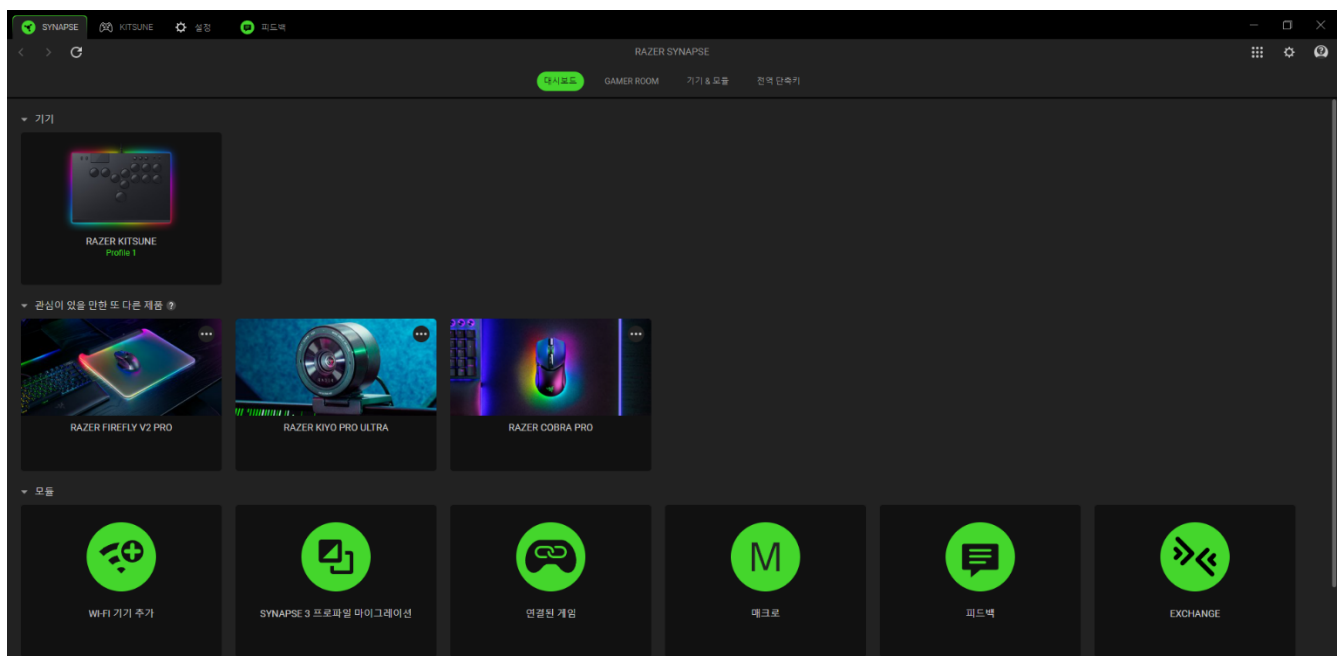 SYNAPSE KITSUNE 설정 피드백
RAZER SYNAPSE
대시보드 GAMER ROOM 기기 & 모듈 전역 단축키
기기
RAZER KITSUNE
Profile 1
관심이 있을 만한 또 다른 제품 ?
RAZER FIREFLY V2 PRO RAZER KIYO PRO ULTRA RAZER COBRA PRO
모듈
M
WI-FI 기기 추가 SYNAPSE 3 프로파일 마이그레이션 연결된 게임 매크로 피드백 EXCHANGE